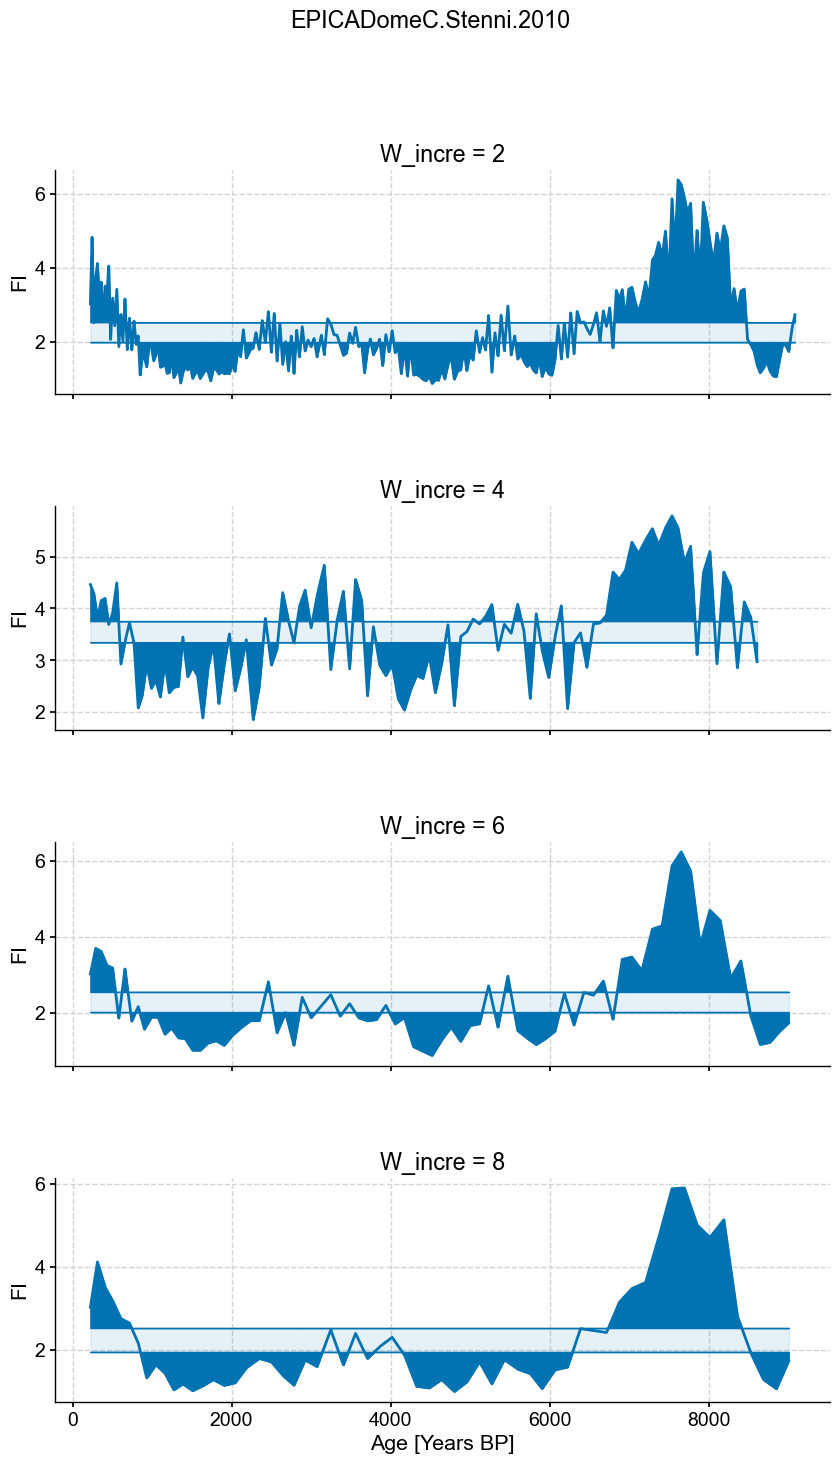 EPICADomeC.Stenni.2010
W_incre = 2
6
4
2
FI
W_incre = 4
5
4
3
2
FI
W_incre = 6
6
4
2
FI
W_incre = 8
6
4
2
FI
0 2000 4000 6000 8000
Age [Years BP]